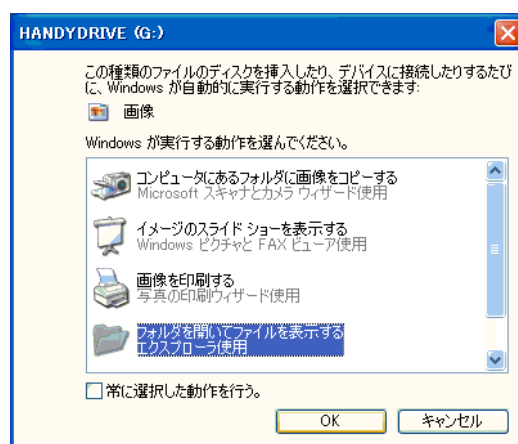 HANDYDRIVE (G:)
この種類のファイルのディスクを挿入したり、デバイスに接続したりするたび
に、Windows が自動的に実行する動作を選択できます:
画像
Windows が実行する動作を選んでください。
コンピュータにあるフォルダに画像をコピーする
Microsoft スキャナとカメラ ウィザード使用
イメージのスライド ショーを表示する
Windows ピクチャと FAX ビューア使用
画像を印刷する
写真の印刷ウィザード使用
フォルダを開いてファイルを表示する
エクスプローラ使用
常に選択した動作を行う。
OK
キャンセル